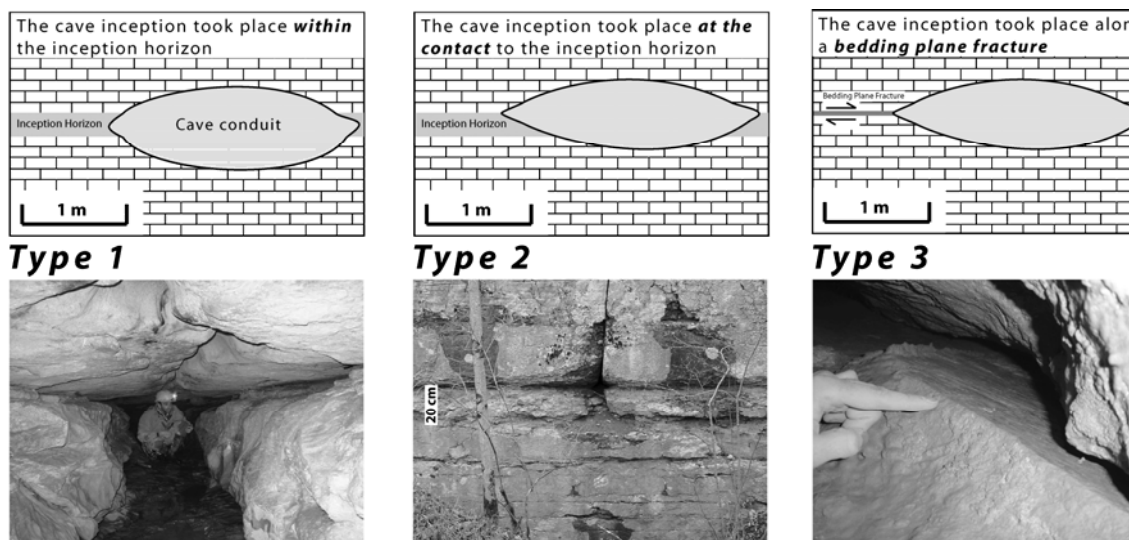 The cave inception took place within
the inception horizon
Inception Horizon
Cave conduit
1 m
Type 1
The cave inception took place at the
contact to the inception horizon
Inception Horizon
1 m
Type 2
20 cm
The cave inception took place alon
a bedding plane fracture
Bedding Plane Fracture
1 m
Type 3